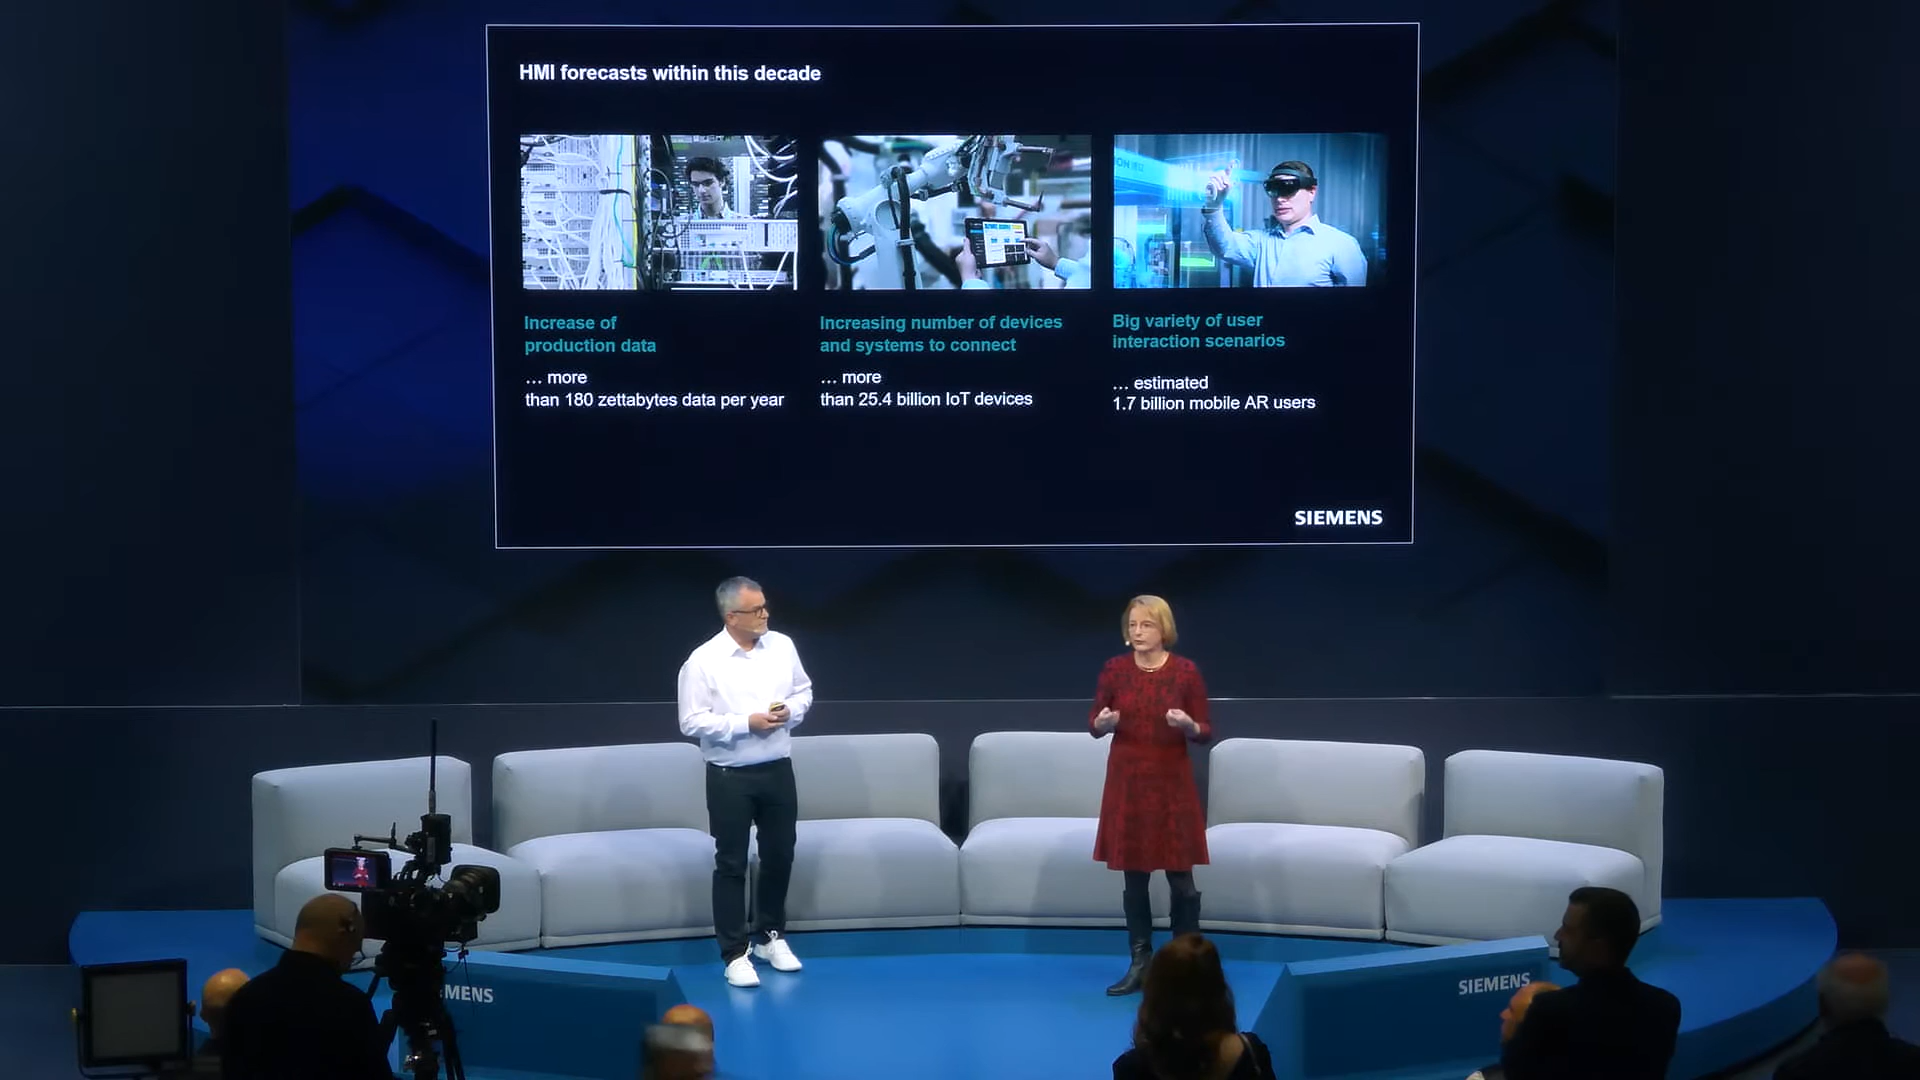 HMI forecasts within this decade
Increase of
production data
... more
than 180 zettabytes data per year
Increasing number of devices
and systems to connect
... more
than 25.4 billion IoT devices
Big variety of user
interaction scenarios
... estimated
1.7 billion mobile AR users
SIEMENS
MENS
SIEMENS